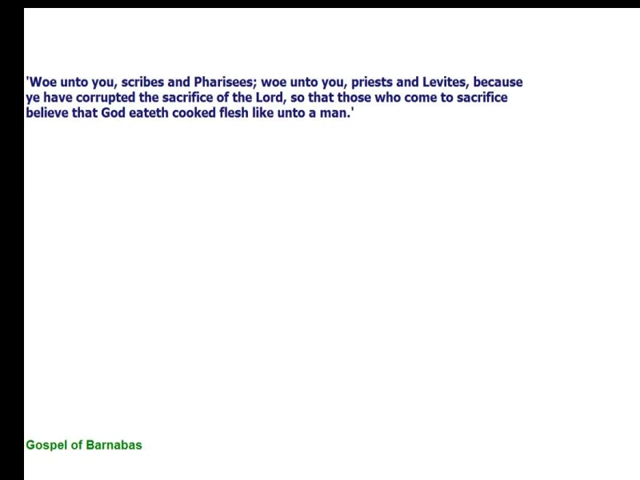 'Woe unto you, scribes and Pharisees; woe unto you, priests and Levites, because
ye have corrupted the sacrifice of the Lord, so that those who come to sacrifice
believe that God eateth cooked flesh like unto a man.'
Gospel of Barnabas